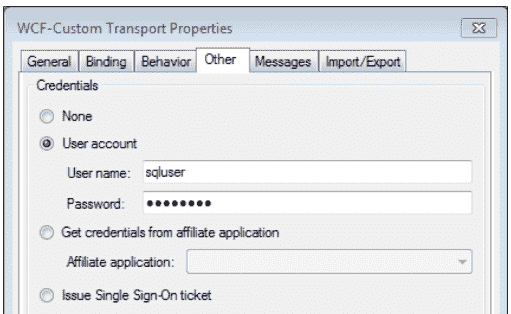 WCF-Custom Transport Properties
General Binding Behavior Other Messages Import/Export
Credentials
None
User account
User name: sqluser
Password: ●●●●●●●●
Get credentials from affiliate application
Affiliate application:
Issue Single Sign-On ticket